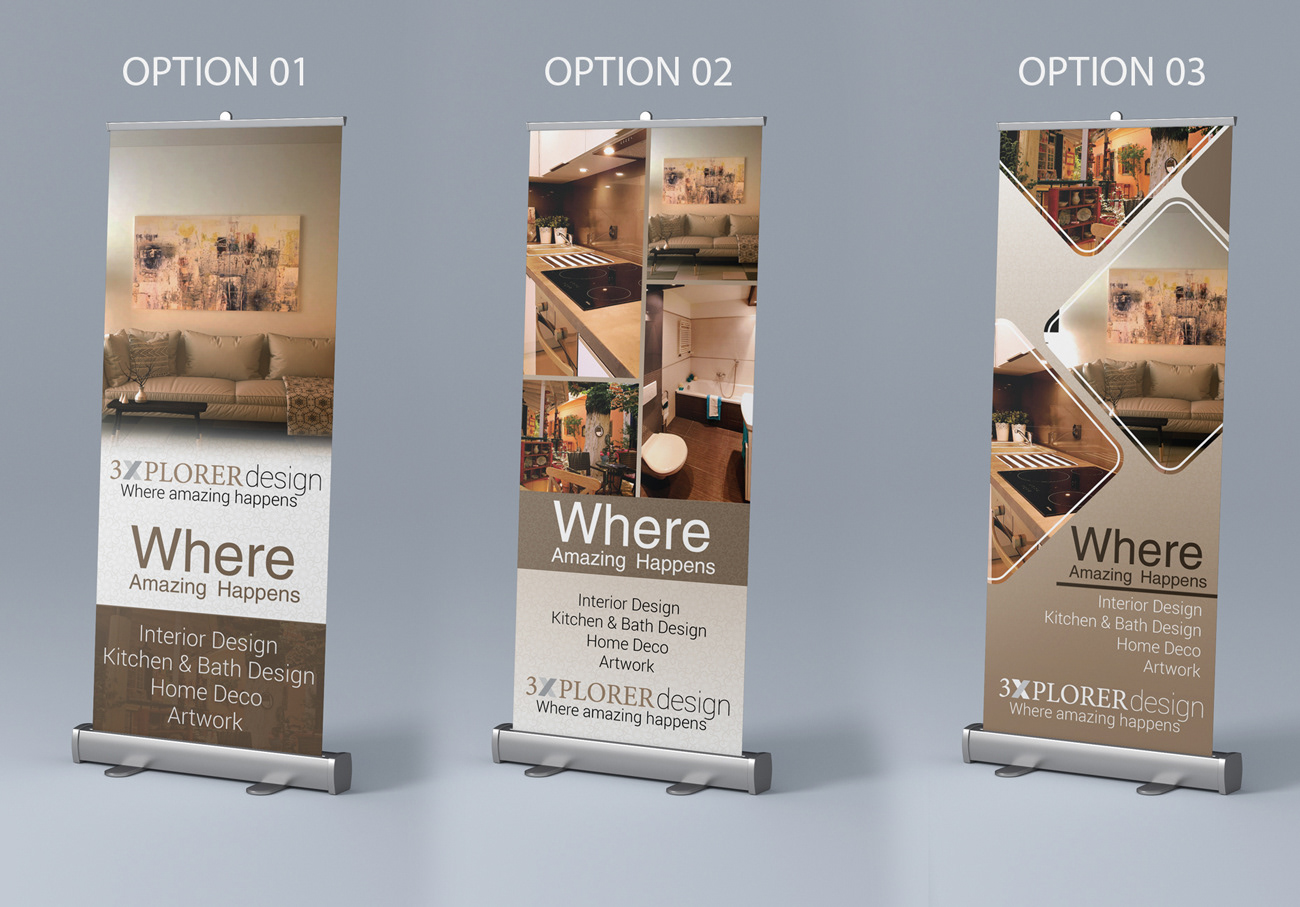 OPTION 01
3XPLORERdesign
Where amazing happens
Where
Amazing Happens
Interior Design
Kitchen & Bath Design
Home Deco
Artwork
OPTION 02
Where
Amazing Happens
Interior Design
Kitchen & Bath Design
Home Deco
Artwork
3XPLORERdesign
Where amazing happens
OPTION 03
Where
Amazing Happens
Interior Design
Kitchen & Bath Design
Home Deco
Artwork
3XPLORERdesign
Where amazing happens